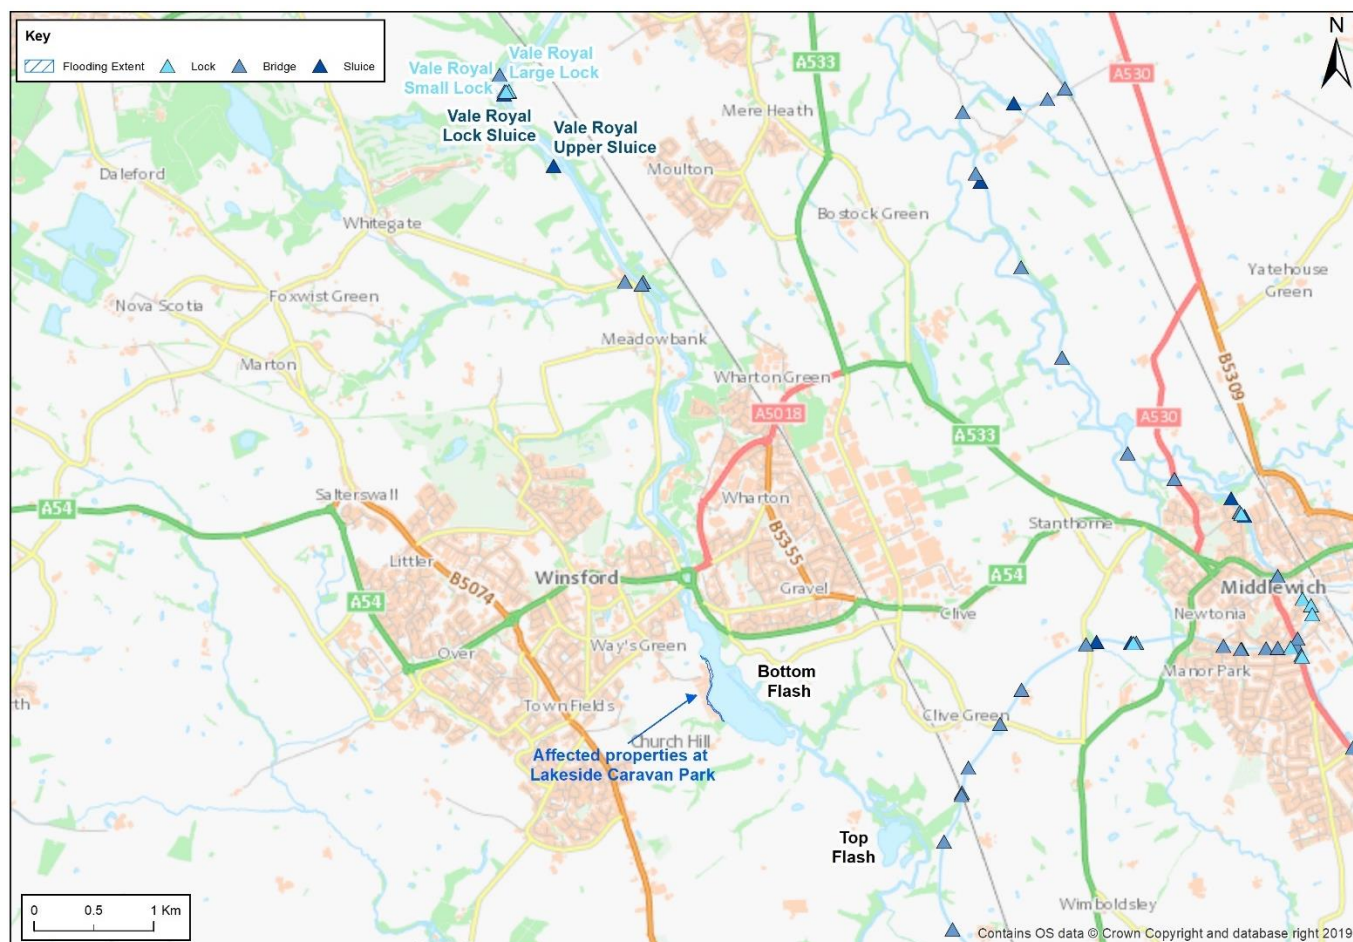 Key
Flooding Extent
Lock
Bridge
Sluice
N
Vale Royal
Large Lock
Vale Royal
Small Lock
Vale Royal
Lock Sluice
Vale Royal
Upper Sluice
A533
A530
Mere Heath
Daleford
Moulton
Whitegate
Bostock Green
Yatehouse
Green
Nova Scotia
Foxwist Green
Meadowbank
Marton
Wharton Green
B5309
A5018
A530
A533
Salterswall
Wharton
A54
Stanthorne
B5355
Littler
Winsford
Gravel
A54
Middlewich
B5074
A54
Clive
Newtonia
Way's Green
Over
Bottom
Flash
Manor Park
rth
Town Fields
Clive Green
Church Hill
Affected properties at
Lakeside Caravan Park
Top
Flash
Wimboldsley
0 0.5 1 Km
Contains OS data © Crown Copyright and database right 2019